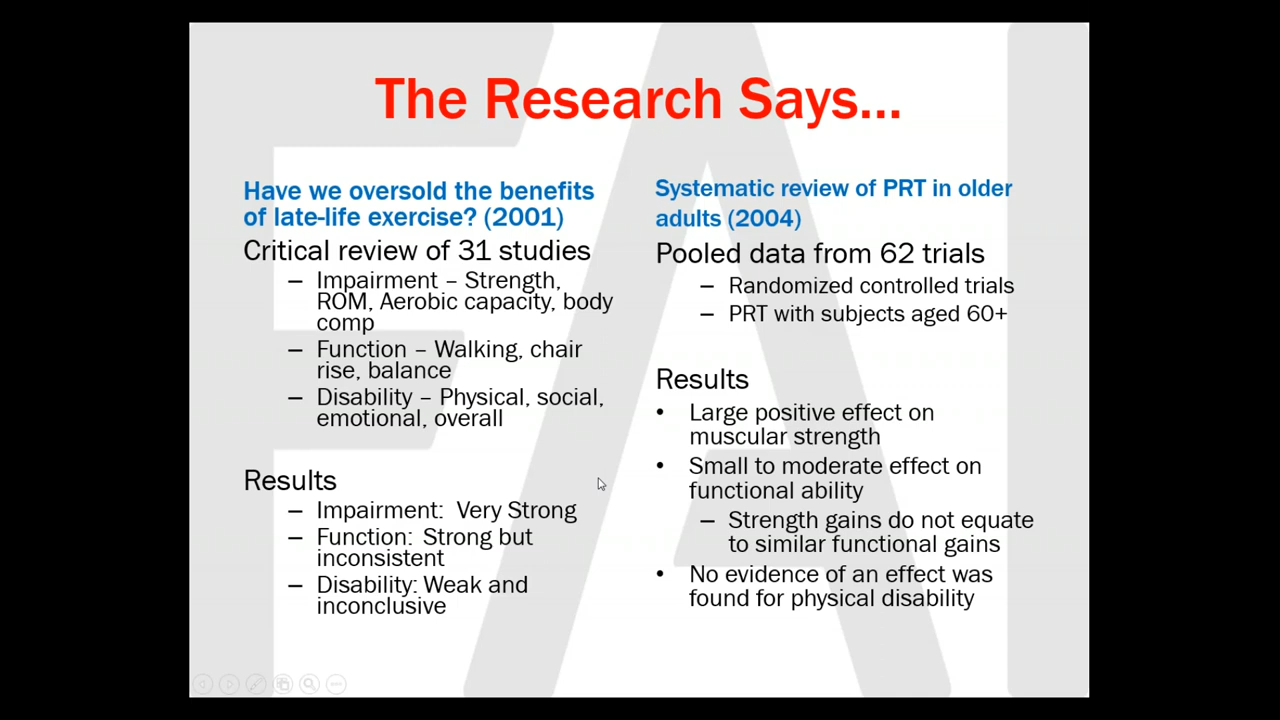 The Research Says...
Have we oversold the benefits
of late-life exercise? (2001)
Critical review of 31 studies
– Impairment – Strength,
ROM, Aerobic capacity, body
comp
– Function – Walking, chair
rise, balance
– Disability – Physical, social,
emotional, overall
Results
– Impairment:  Very Strong
– Function:  Strong but
inconsistent
– Disability: Weak and
inconclusive
Systematic review of PRT in older
adults (2004)
Pooled data from 62 trials
– Randomized controlled trials
– PRT with subjects aged 60+
Results
• Large positive effect on
muscular strength
• Small to moderate effect on
functional ability
– Strength gains do not equate
to similar functional gains
• No evidence of an effect was
found for physical disability
FAI